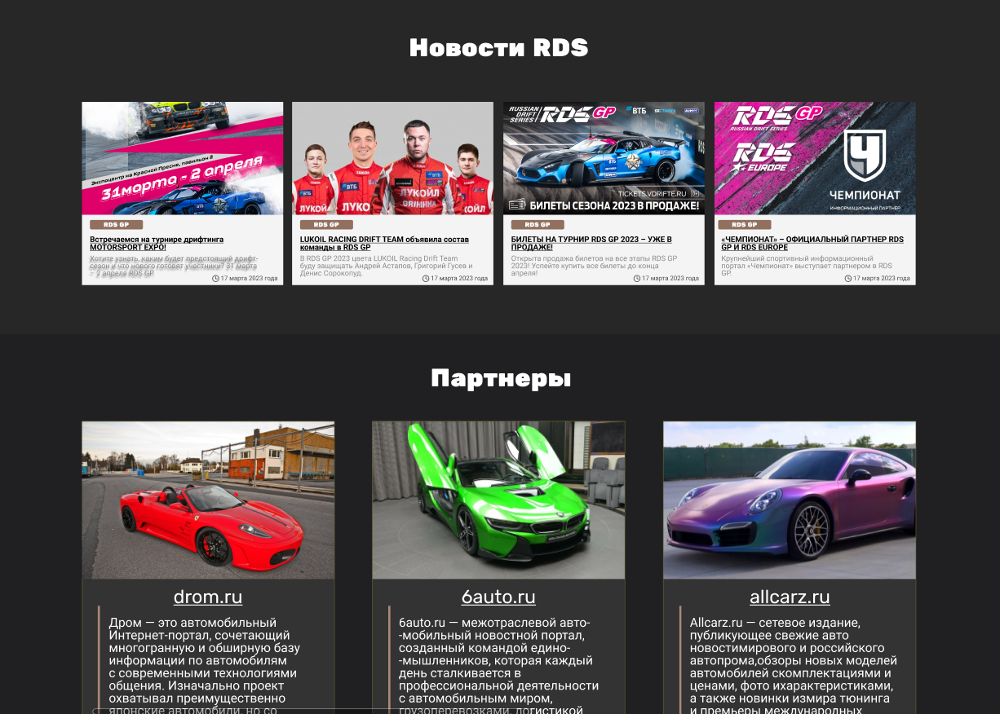 Новости RDS
Экспоцентр на Красной Пресне, павильон 2
31марта - 2 апреля
RDS GP
Встречаемся на турнире дрифтинга
MOTORSPORT EXPO!
Хотите узнать, каким будет предстоящий дрифт-
сезон и что нового готовят участники? 31 марта
– 2 апреля RDS GP.
17 марта 2023 года
ВТБ
ВТБ
ЛУКОЙЛ
ЛУКО
ЛУКОЙЛ
ОЙЛ
RDS GP
LUKOIL RACING DRIFT TEAM объявила состав
команды в RDS GP
В RDS GP 2023 цвета LUKOIL Racing Drift Team
буду защищать Андрей Астапов, Григорий Гусев и
Денис Сорокопуд.
17 марта 2023 года
RUSSIAN
DRIFT
SERIES
RDS GP
ВТБ
TICKETS.VDRIFTE.RU
БИЛЕТЫ СЕЗОНА 2023 В ПРОДАЖЕ!
RDS GP
БИЛЕТЫ НА ТУРНИР RDS GP 2023 – УЖЕ В
ПРОДАЖЕ!
Открыта продажа билетов на все этапы RDS GP
2023! Успейте купить все билеты до конца
апреля!
17 марта 2023 года
RDS GP
RUSSIAN DRIFT SERIES
RDS
EUROPE
Ч
ЧЕМПИОНАТ
ИНФОРМАЦИОННЫЙ ПАРТНЕР
RDS GP
«ЧЕМПИОНАТ» – ОФИЦИАЛЬНЫЙ ПАРТНЕР RDS
GP И RDS EUROPE
Крупнейший спортивный информационный
портал «Чемпионат» выступает партнером в RDS
GP.
17 марта 2023 года
Партнеры
drom.ru
Дром — это автомобильный
Интернет-портал, сочетающий
многогранную и обширную базу
информации по автомобилям
с современными технологиями
общения. Изначально проект
охватывал преимущественно
японские автомобили, но со
6auto.ru
6auto.ru — межотраслевой авто-
-мобильный новостной портал,
созданный командой едино-
-мышленников, которая каждый
день сталкивается в
профессиональной деятельности
с автомобильным миром,
грузоперевозками, логистикой
allcarz.ru
Allcarz.ru — сетевое издание,
публикующее свежие авто
новостимирового и российского
автопрома,обзоры новых моделей
автомобилей скомплектациями и
ценами, фото ихарактеристиками,
а также новинки измира тюнинга
и премьеры международных